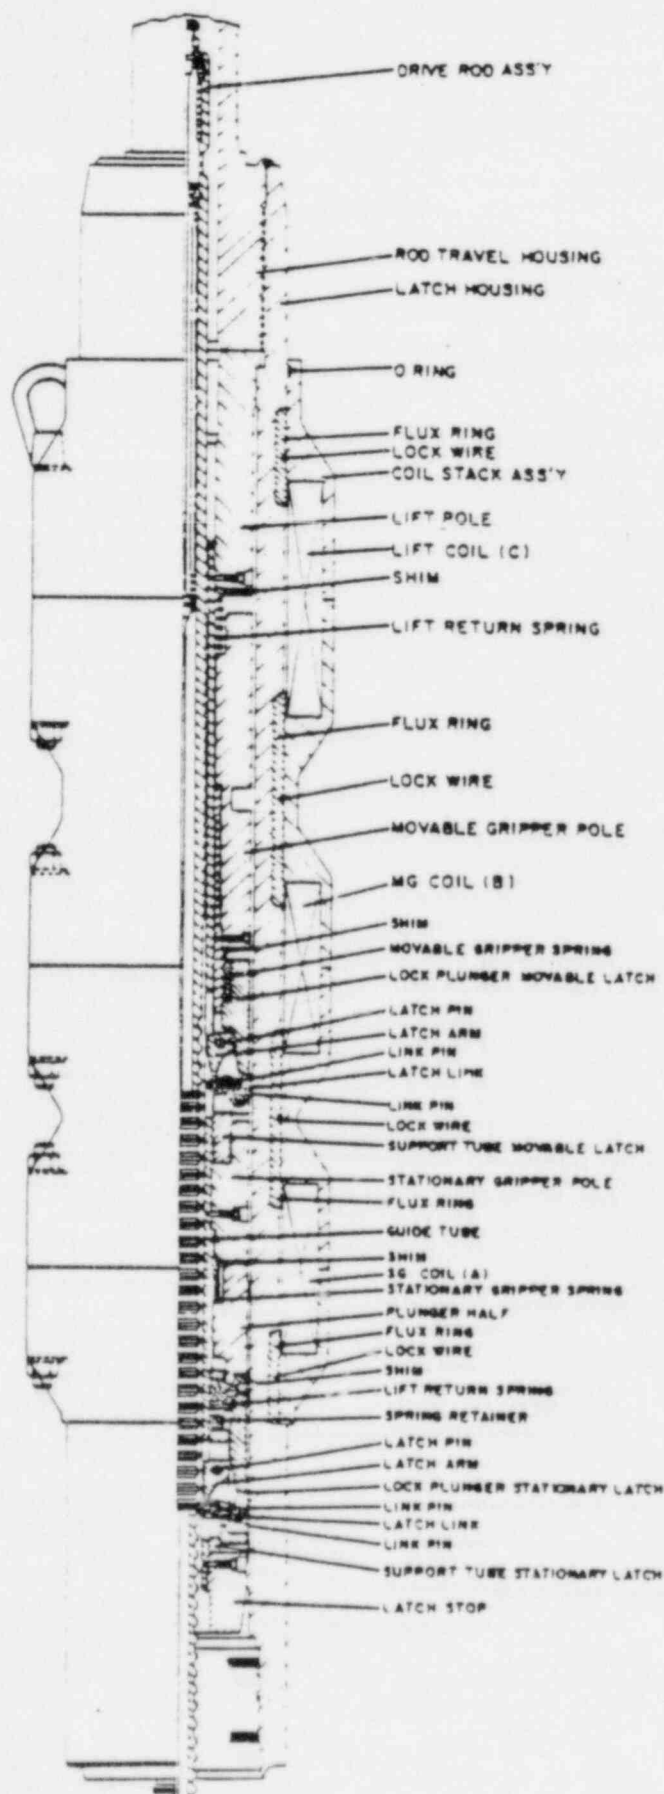 DRIVE ROD ASS'Y
ROD TRAVEL HOUSING
LATCH HOUSING
O RING
FLUX RING
LOCK WIRE
COIL STACK ASS'Y
LIFT POLE
LIFT COIL (C)
SHIM
LIFT RETURN SPRING
FLUX RING
LOCK WIRE
MOVABLE GRIPPER POLE
MG COIL (B)
SHIM
MOVABLE GRIPPER SPRING
LOCK PLUNGER MOVABLE LATCH
LATCH PIN
LATCH ARM
LINK PIN
LATCH LINK
LINK PIN
LOCK WIRE
SUPPORT TUBE MOVABLE LATCH
STATIONARY GRIPPER POLE
FLUX RING
GUIDE TUBE
SHIM
SG COIL (A)
STATIONARY GRIPPER SPRING
PLUNGER HALF
FLUX RING
LOCK WIRE
SHIM
LIFT RETURN SPRING
SPRING RETAINER
LATCH PIN
LATCH ARM
LOCK PLUNGER STATIONARY LATCH
LINK PIN
LATCH LINK
LINK PIN
SUPPORT TUBE STATIONARY LATCH
LATCH STOP